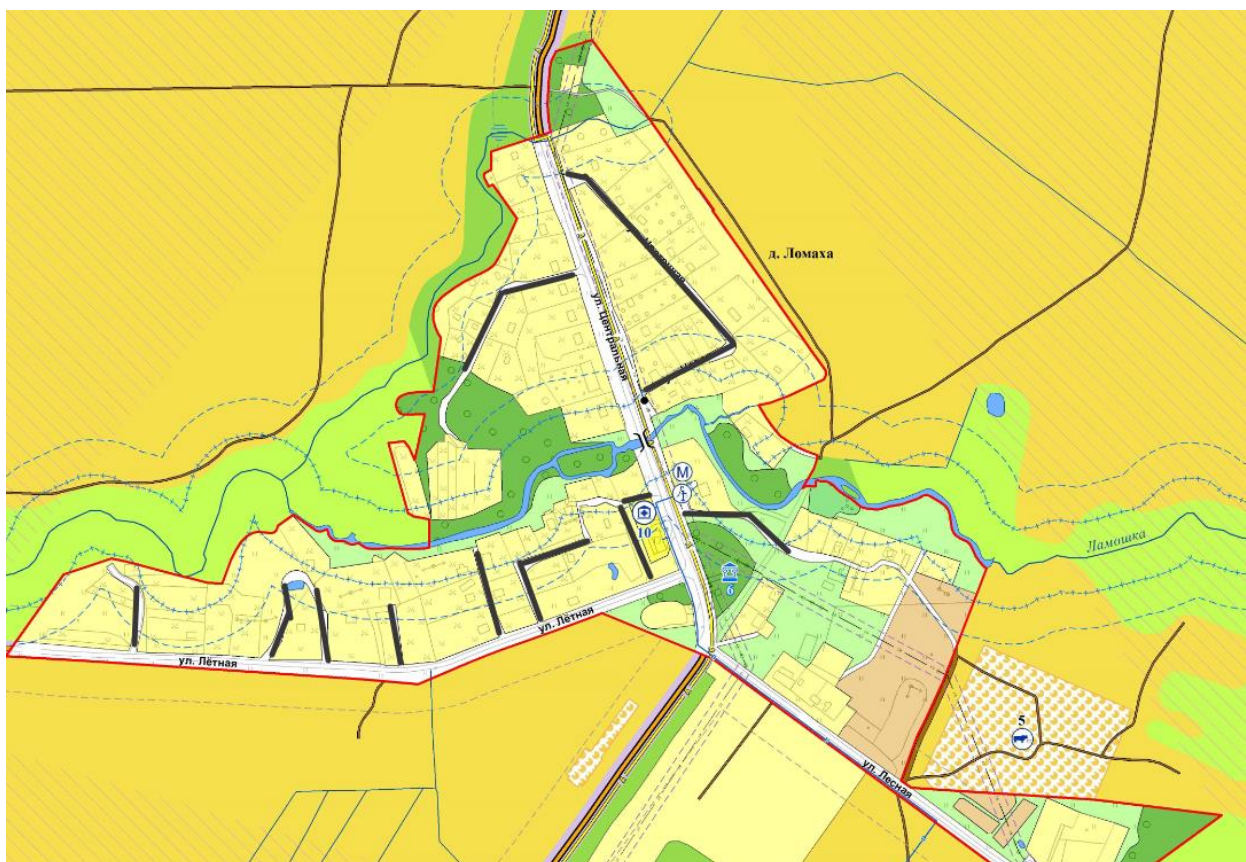 д. Ломаха
ул. Центральная
М
10
6
Ламошка
ул. Лётная
ул. Лётная
5
ул. Лесная